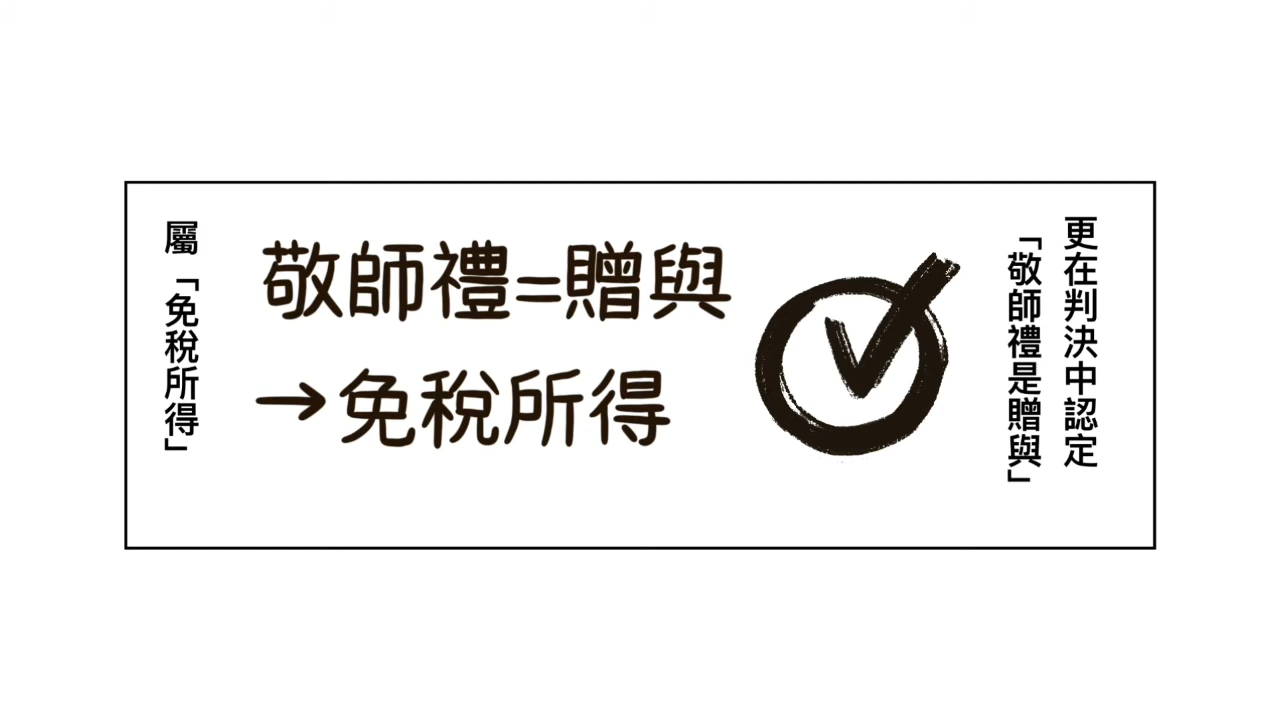 更在判決中認定
「敬師禮是贈與」
敬師禮=贈與
→免稅所得
屬「免稅所得」